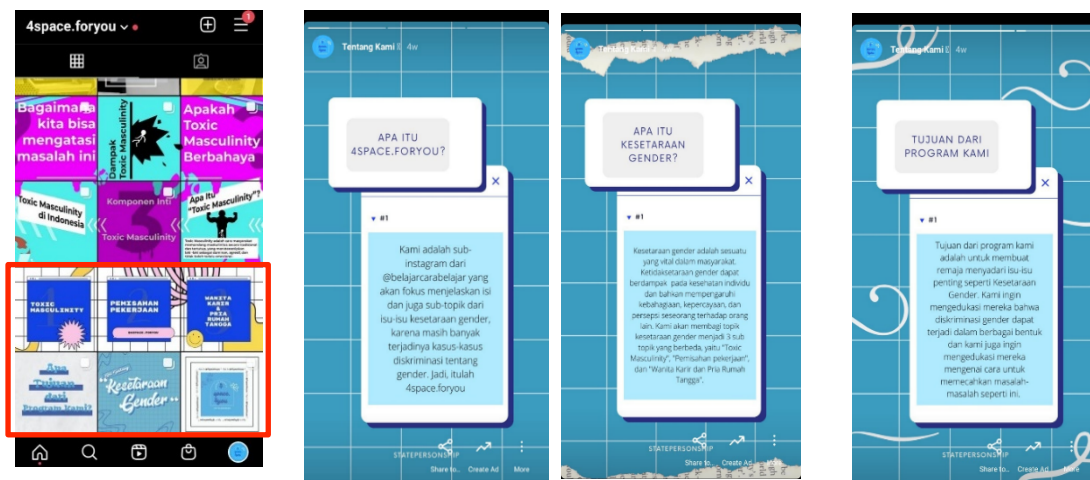 4space.foryou
Bagaimana
kita bisa
mengatasi
masalah ini
Dampak
Toxic Masculinity
Apakah
Toxic
Masculinity
Berbahaya
Toxic Masculinity
di Indonesia
Komponen Inti
3
Toxic Masculinity
Apa Itu
"Toxic Masculinity"?
TOXIC
MASCULINITY
PEMISAHAN
PEKERJAAN
WANITA
KARIR
&
PRIA
RUMAH
TANGGA
Apa
Tujuan
dari
Program Kami?
"Kesetaraan
Gender"
Tentang Kami 4w
APA ITU
4SPACE.FORYOU?
#1
Kami adalah sub-
instagram dari
@belajarcarabelajar yang
akan fokus menjelaskan isi
dan juga sub-topik dari
isu-isu kesetaraan gender,
karena masih banyak
terjadinya kasus-kasus
diskriminasi tentang
gender. Jadi, itulah
4space.foryou
STATEPERSONSHIP
Share to... Create Ad More
Tentang Kami 4w
APA ITU
KESETARAAN
GENDER?
#1
Kesetaraan gender adalah sesuatu
yang vital dalam masyarakat.
Ketidaksetaraan gender dapat
berdampak pada kesehatan individu
dan bahkan mempengaruhi
kebahagiaan, kepercayaan, dan
persepsi seseorang terhadap orang
lain. Kami akan membagi topik
kesetaraan gender menjadi 3 sub
topik yang berbeda, yaitu "Toxic
Masculinity", "Pemisahan pekerjaan",
dan "Wanita Karir dan Pria Rumah
Tangga".
STATEPERSONSHIP
Share to... Create Ad More
Tentang Kami 4w
TUJUAN DARI
PROGRAM KAMI
#1
Tujuan dari program kami
adalah untuk membuat
remaja menyadari isu-isu
penting seperti Kesetaraan
Gender. Kami ingin
mengedukasi mereka bahwa
diskriminasi gender dapat
terjadi dalam berbagai bentuk
dan kami juga ingin
mengedukasi mereka
mengenai cara untuk
memecahkan masalah-
masalah seperti ini.
STATEPERSONSHIP
Share to... Create Ad More